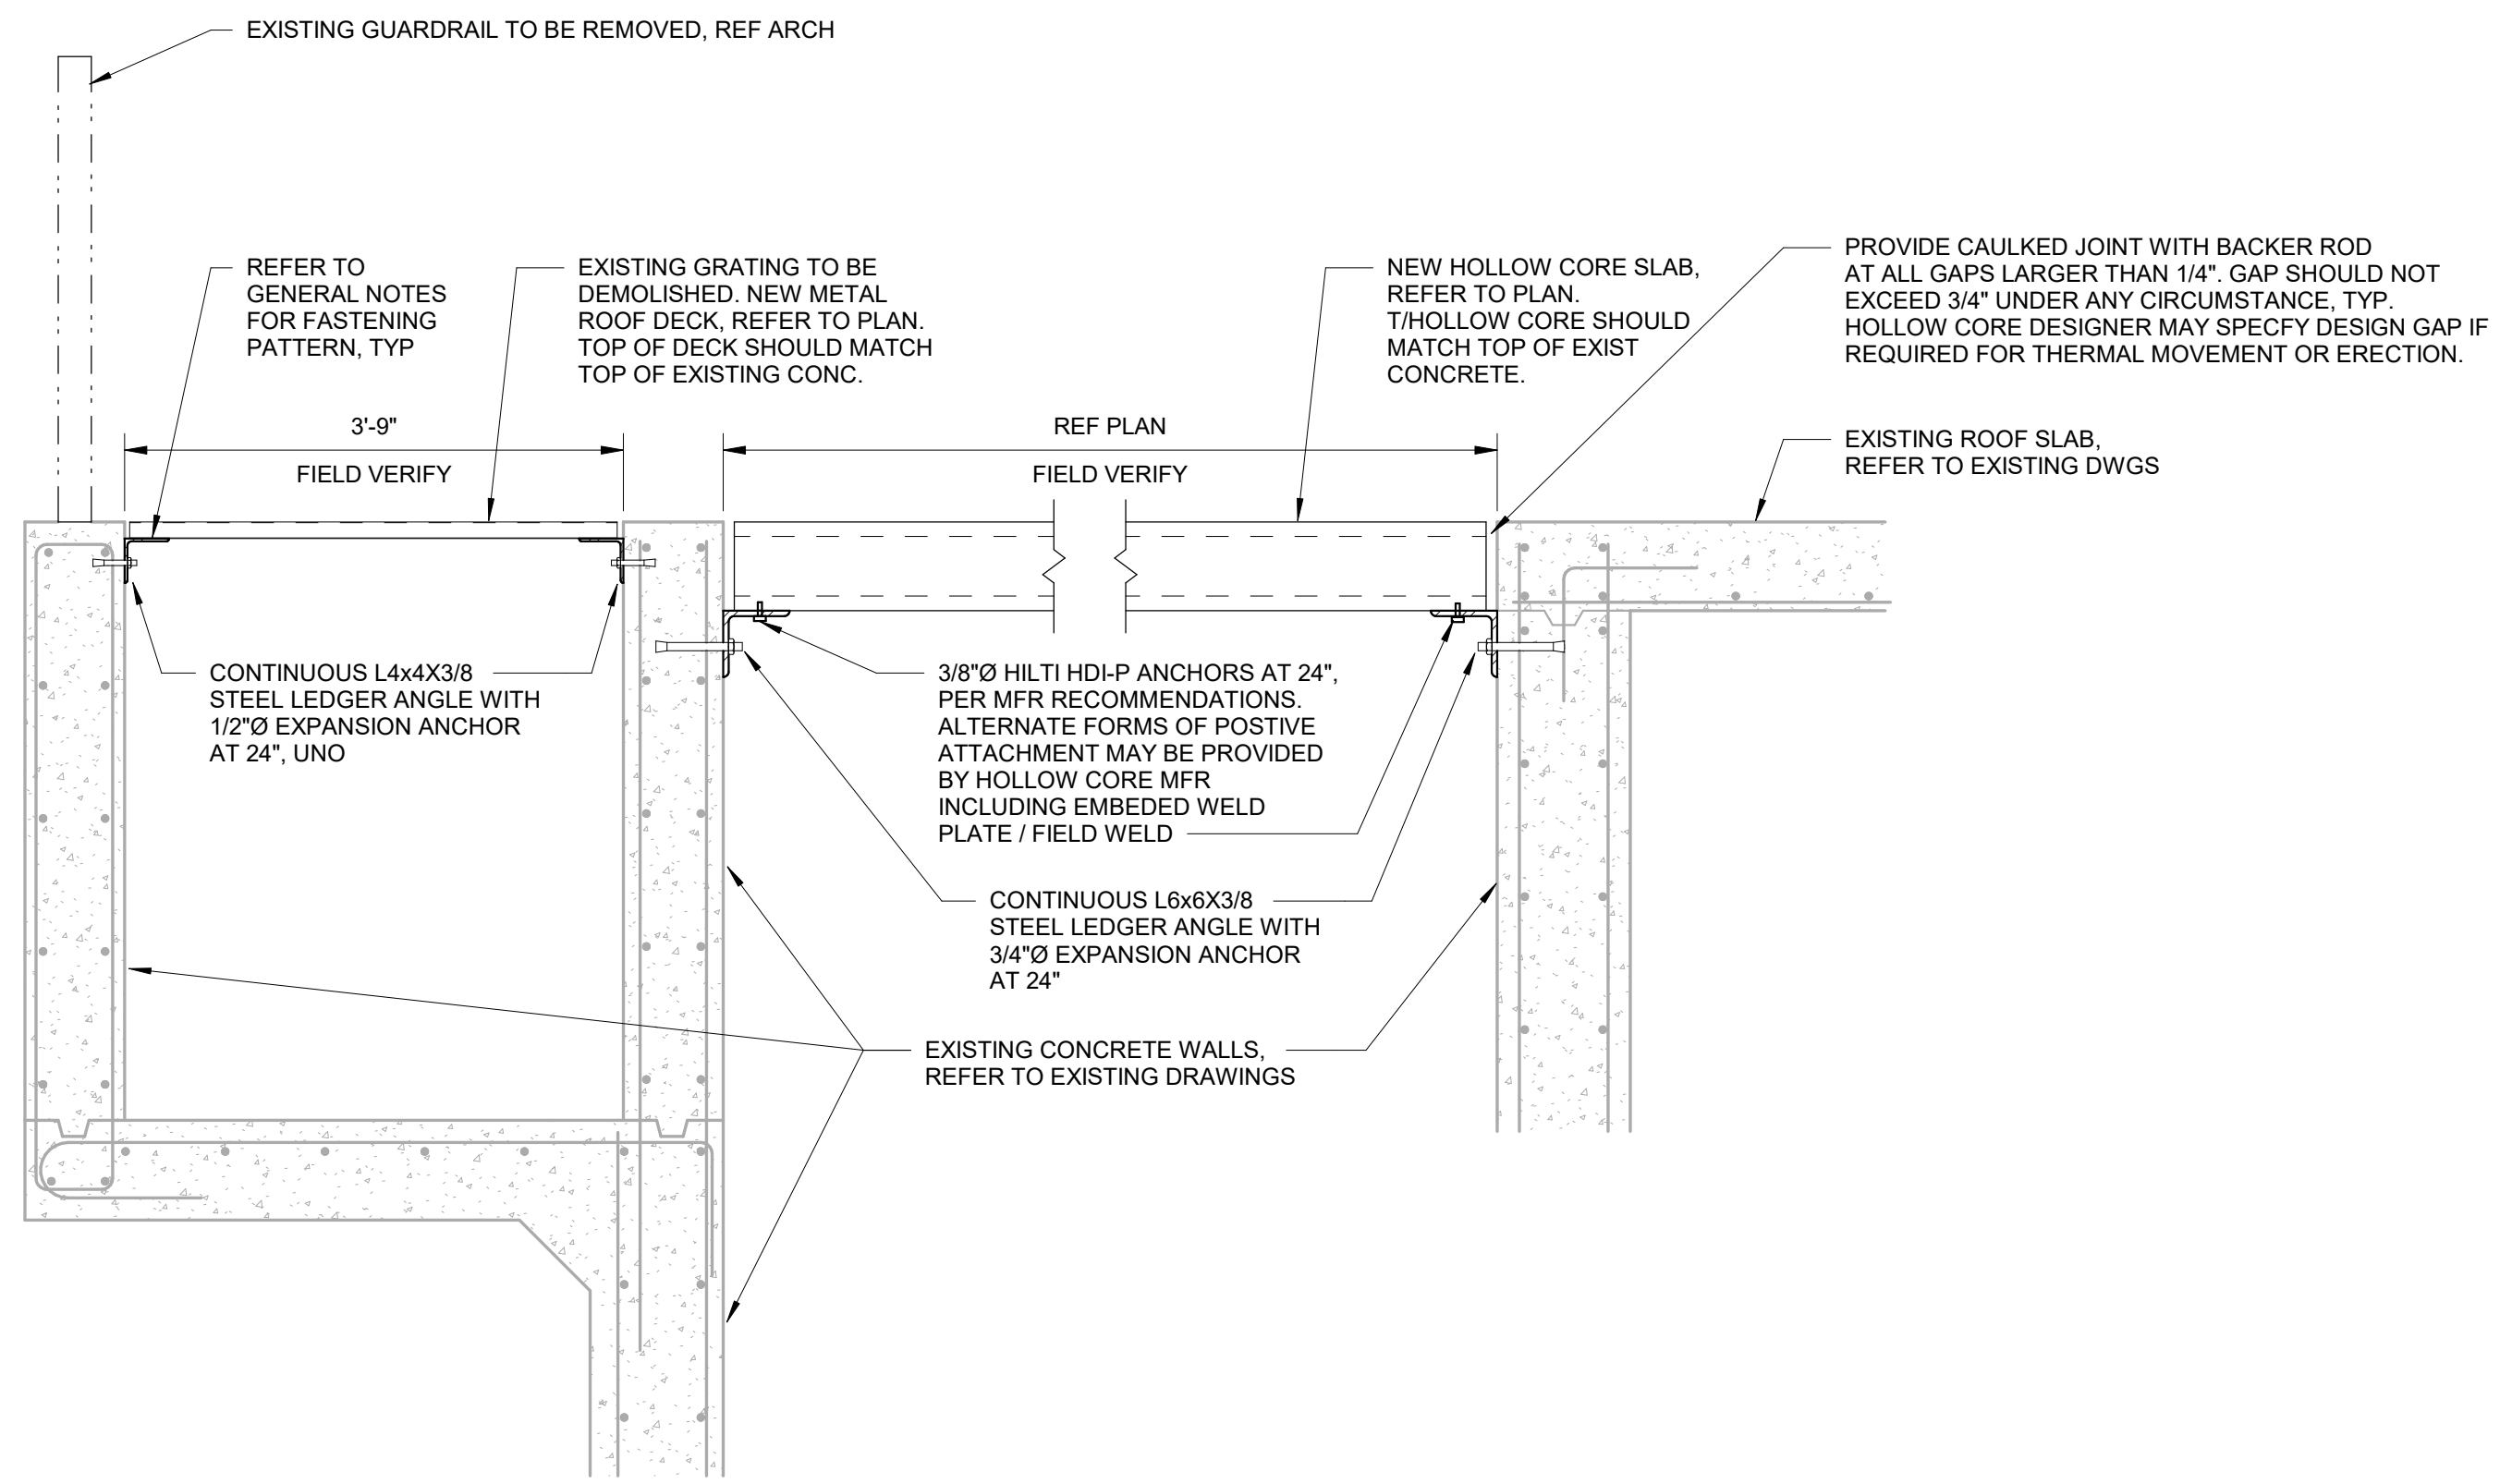 EXISTING GUARDRAIL TO BE REMOVED, REF ARCH
REFER TO
GENERAL NOTES
FOR FASTENING
PATTERN, TYP
EXISTING GRATING TO BE
DEMOLISHED. NEW METAL
ROOF DECK, REFER TO PLAN.
TOP OF DECK SHOULD MATCH
TOP OF EXISTING CONC.
NEW HOLLOW CORE SLAB,
REFER TO PLAN.
T/HOLLOW CORE SHOULD
MATCH TOP OF EXIST
CONCRETE.
PROVIDE CAULKED JOINT WITH BACKER ROD
AT ALL GAPS LARGER THAN 1/4". GAP SHOULD NOT
EXCEED 3/4" UNDER ANY CIRCUMSTANCE, TYP.
HOLLOW CORE DESIGNER MAY SPECFY DESIGN GAP IF
REQUIRED FOR THERMAL MOVEMENT OR ERECTION.
3'-9"
FIELD VERIFY
REF PLAN
FIELD VERIFY
EXISTING ROOF SLAB,
REFER TO EXISTING DWGS
CONTINUOUS L4x4X3/8
STEEL LEDGER ANGLE WITH
1/2"Ø EXPANSION ANCHOR
AT 24", UNO
3/8"Ø HILTI HDI-P ANCHORS AT 24",
PER MFR RECOMMENDATIONS.
ALTERNATE FORMS OF POSTIVE
ATTACHMENT MAY BE PROVIDED
BY HOLLOW CORE MFR
INCLUDING EMBEDED WELD
PLATE / FIELD WELD
CONTINUOUS L6x6X3/8
STEEL LEDGER ANGLE WITH
3/4"Ø EXPANSION ANCHOR
AT 24"
EXISTING CONCRETE WALLS,
REFER TO EXISTING DRAWINGS